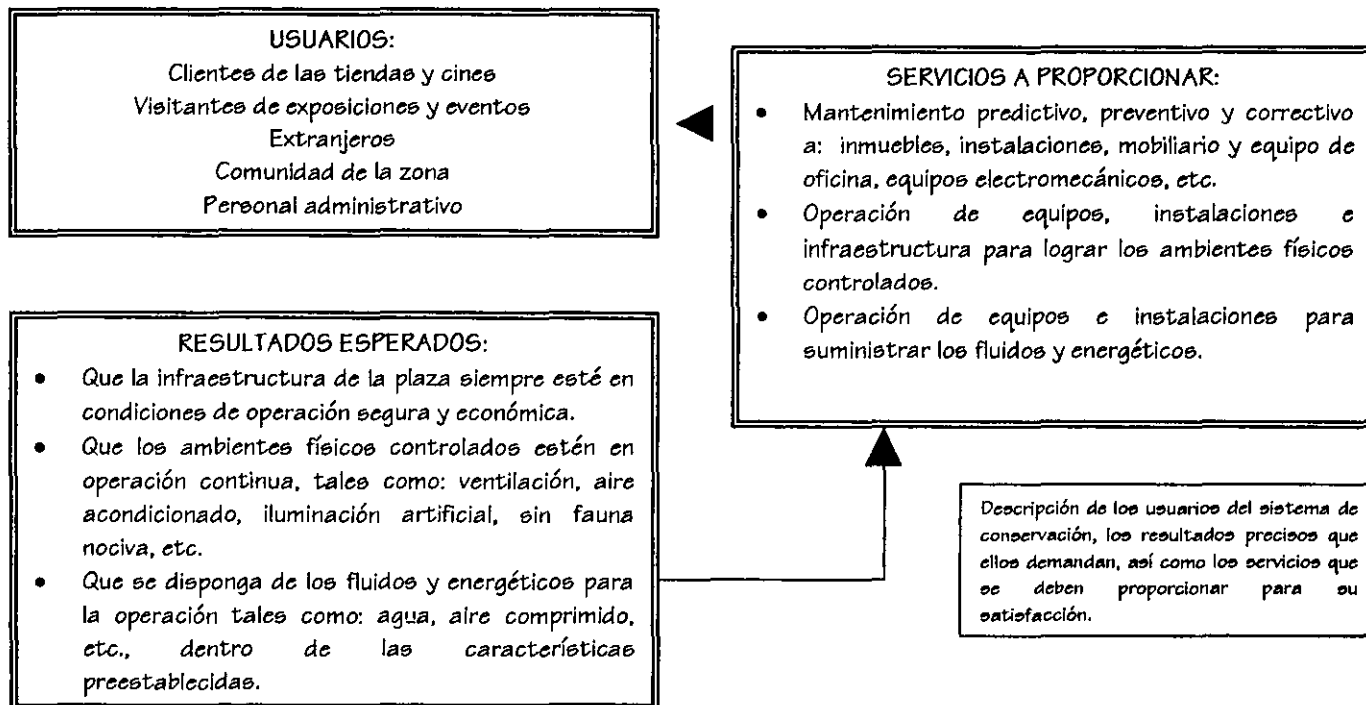 USUARIOS:
Clientes de las tiendas y cines
Visitantes de exposiciones y eventos
Extranjeros
Comunidad de la zona
Personal administrativo
SERVICIOS A PROPORCIONAR:
• Mantenimiento predictivo, preventivo y correctivo
a: inmuebles, instalaciones, mobiliario y equipo de
oficina, equipos electromecánicos, etc.
• Operación de equipos, instalaciones e
infraestructura para lograr los ambientes físicos
controlados.
• Operación de equipos e instalaciones para
suministrar los fluidos y energéticos.
RESULTADOS ESPERADOS:
• Que la infraestructura de la plaza siempre esté en
condiciones de operación segura y económica.
• Que los ambientes físicos controlados estén en
operación continua, tales como: ventilación, aire
acondicionado, iluminación artificial, sin fauna
nociva, etc.
• Que se disponga de los fluidos y energéticos para
la operación tales como: agua, aire comprimido,
etc., dentro de las características
preestablecidas.
Descripción de los usuarios del sistema de
conservación, los resultados precisos que
ellos demandan, así como los servicios que
se deben proporcionar para su
satisfacción.